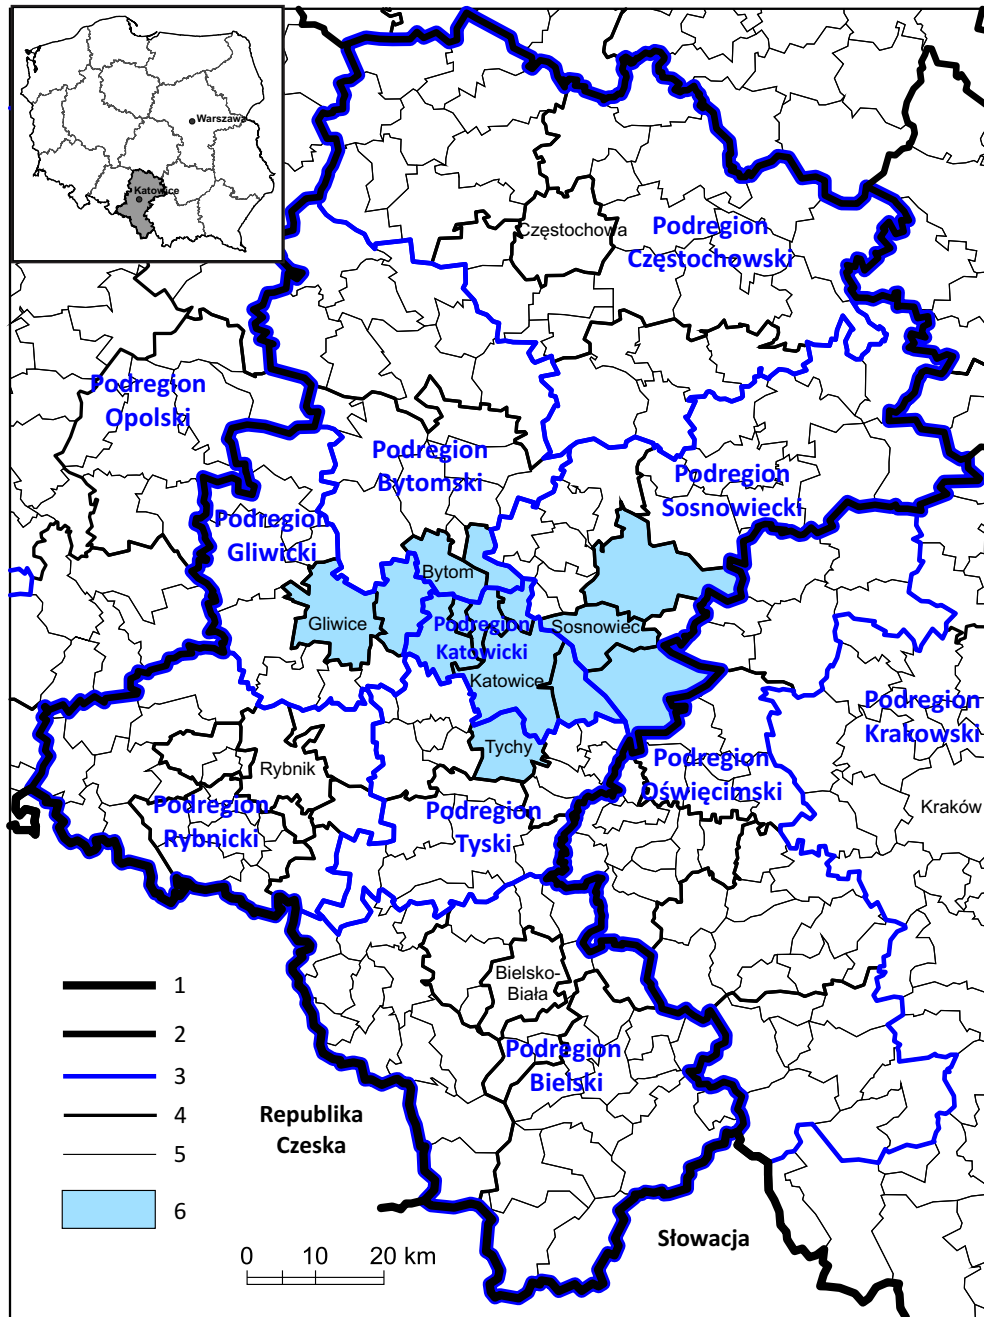 Warszawa
Katowice
Częstochowa
Podregion
Częstochowski
Podregion
Opolski
Podregion
Bytomski
Podregion
Sosnowiecki
Podregion
Gliwicki
Bytom
Gliwice
Podregion
Katowicki
Sosnowiec
Katowice
Podregion
Krakowski
Tychy
Rybnik
Podregion
Oświęcimski
Kraków
Podregion
Rybnicki
Podregion
Tyski
Bielsko-
Biała
Podregion
Bielski
1
2
3
4
5
6
Republika
Czeska
Słowacja
0 10 20 km